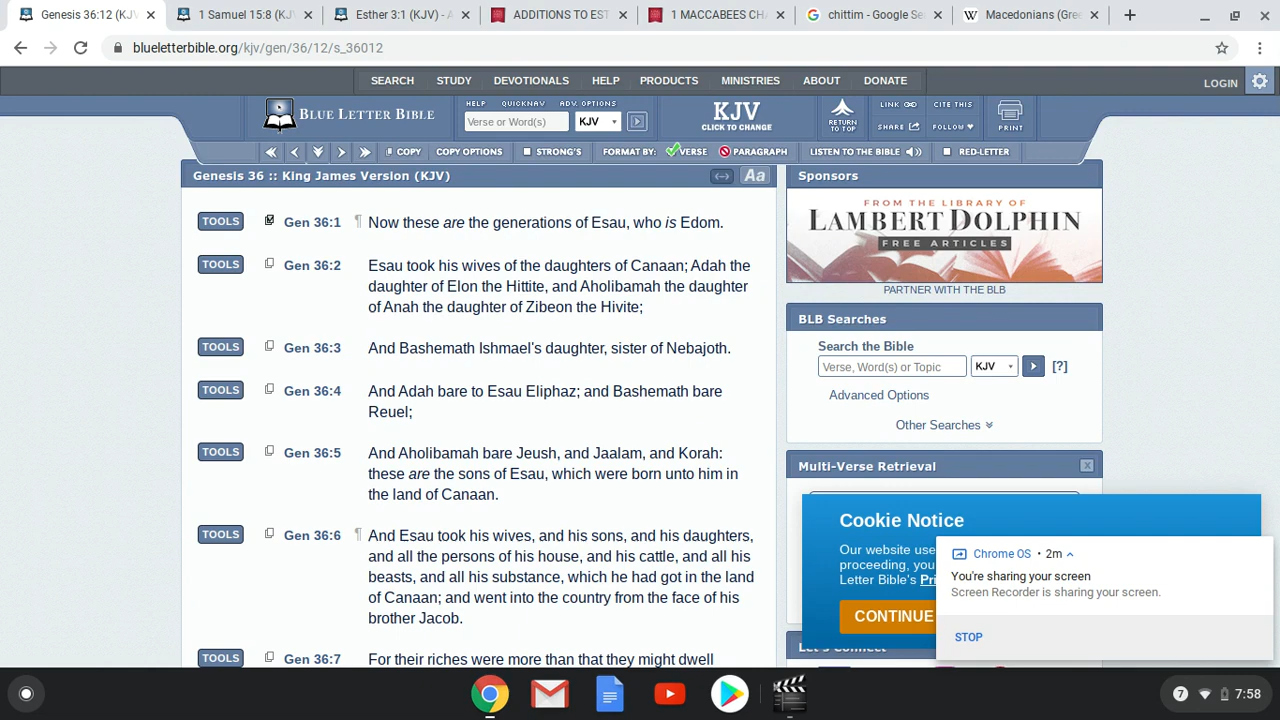 Genesis 36:12 (KJV)
1 Samuel 15:8 (KJV)
Esther 3:1 (KJV) - A
ADDITIONS TO EST
1 MACCABEES CHA
chittim - Google Se
Macedonians (Gree
blueletterbible.org/kjv/gen/36/12/s_36012
SEARCH STUDY DEVOTIONALS HELP PRODUCTS MINISTRIES ABOUT DONATE
LOGIN
BLUE LETTER BIBLE
HELP QUICKNAV ADV. OPTIONS
Verse or Word(s) KJV
KJV
CLICK TO CHANGE
RETURN
TO TOP
LINK CITE THIS
SHARE FOLLOW
PRINT
COPY COPY OPTIONS STRONG'S FORMAT BY: VERSE PARAGRAPH LISTEN TO THE BIBLE RED-LETTER
Genesis 36 :: King James Version (KJV)
Aa
TOOLS Gen 36:1 ¶ Now these are the generations of Esau, who is Edom.
TOOLS Gen 36:2 Esau took his wives of the daughters of Canaan; Adah the
daughter of Elon the Hittite, and Aholibamah the daughter
of Anah the daughter of Zibeon the Hivite;
TOOLS Gen 36:3 And Bashemath Ishmael's daughter, sister of Nebajoth.
TOOLS Gen 36:4 And Adah bare to Esau Eliphaz; and Bashemath bare
Reuel;
TOOLS Gen 36:5 And Aholibamah bare Jeush, and Jaalam, and Korah:
these are the sons of Esau, which were born unto him in
the land of Canaan.
TOOLS Gen 36:6 ¶ And Esau took his wives, and his sons, and his daughters,
and all the persons of his house, and his cattle, and all his
beasts, and all his substance, which he had got in the land
of Canaan; and went into the country from the face of his
brother Jacob.
TOOLS Gen 36:7 For their riches were more than that they might dwell
Sponsors
FROM THE LIBRARY OF
LAMBERT DOLPHIN
FREE ARTICLES
PARTNER WITH THE BLB
BLB Searches
Search the Bible
Verse, Word(s) or Topic KJV [?]
Advanced Options
Other Searches
Multi-Verse Retrieval
x
Cookie Notice
Our website use
proceeding, you
Letter Bible's Pri
CONTINUE
Let's Connect
Chrome OS • 2m
You're sharing your screen
Screen Recorder is sharing your screen.
STOP
7 7:58